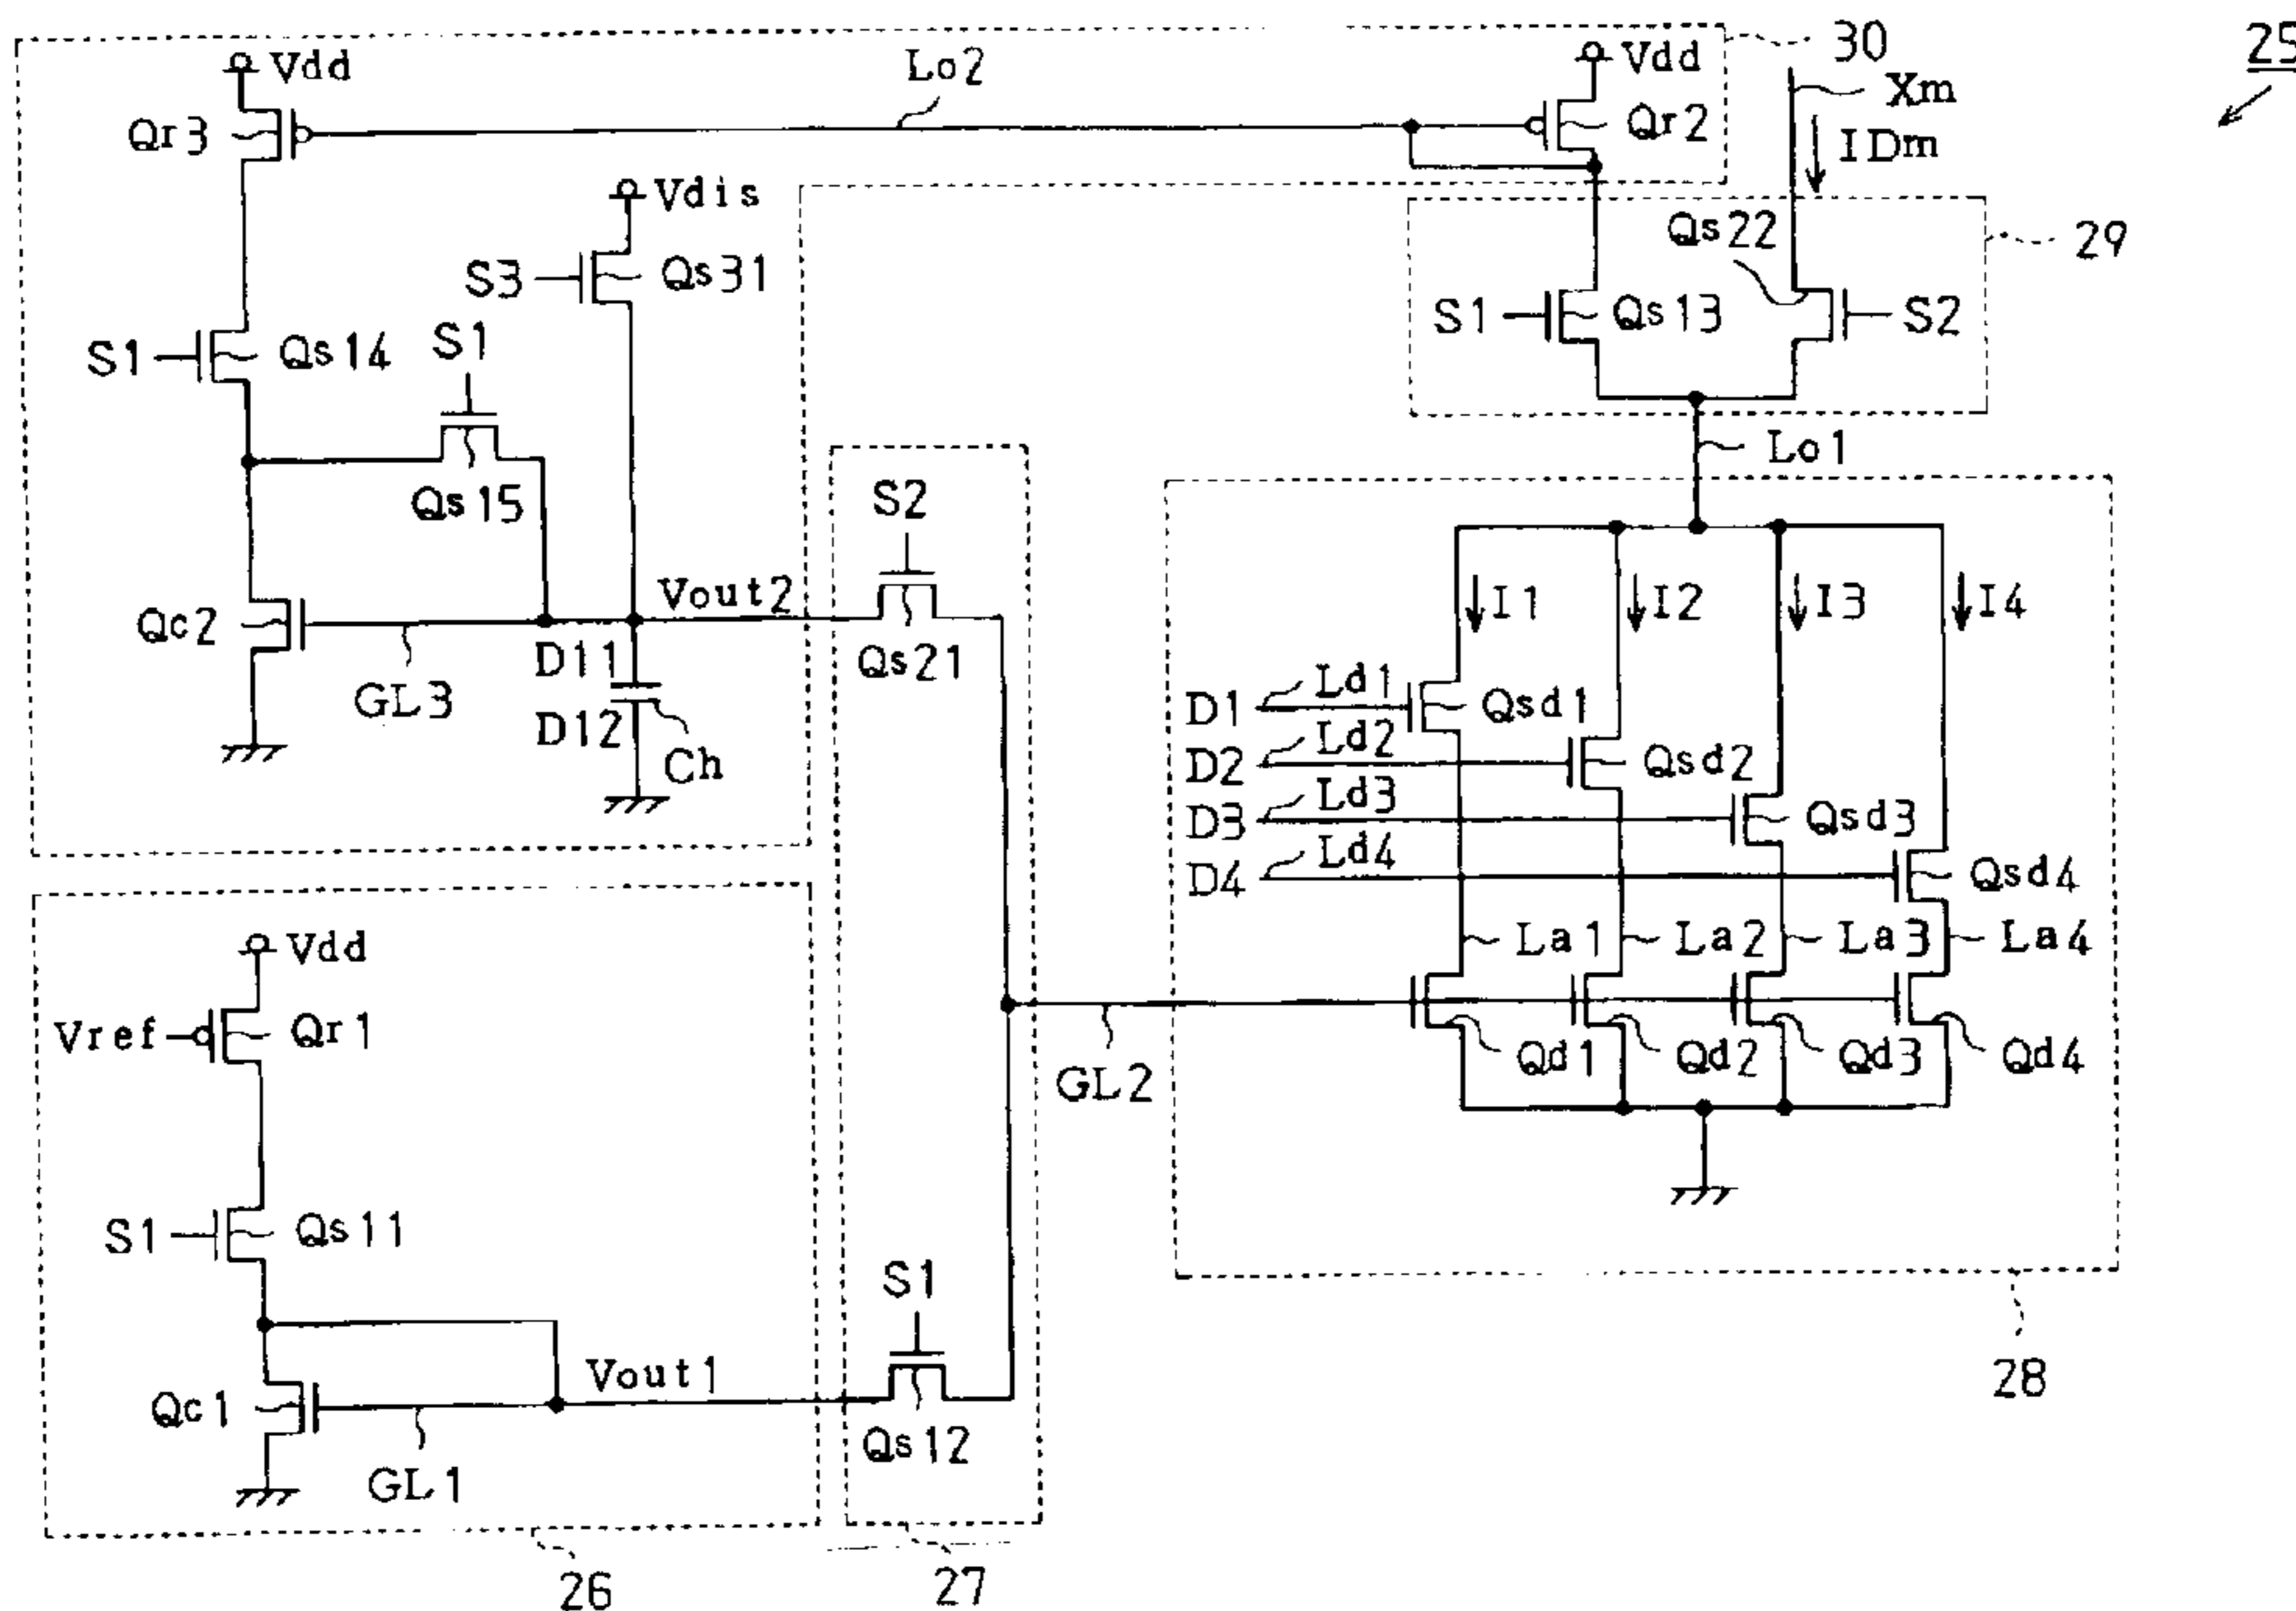 25
30
Vdd
Lo2
Vdd
Xm
Qr3
Qr2
IDm
Vdis
S3
Qs31
Qs22
29
S1
Qs14
S1
S1
Qs13
S2
Qs15
Lo1
S2
Qc2
Vout2
I1
I2
I3
I4
D11
Qs21
GL3
D12
Ch
D1
Ld1
Qsd1
D2
Ld2
Qsd2
D3
Ld3
Qsd3
D4
Ld4
Qsd4
Vdd
La1
La2
La3
La4
Vref
Qr1
GL2
Qd1
Qd2
Qd3
Qd4
S1
Qs11
S1
Vout1
Qc1
Qs12
GL1
28
26
27